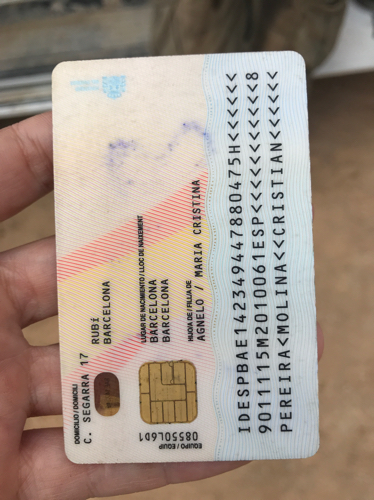 DOMICILIO / DOMICILI
C. SEGARRA 17
RUBÍ
BARCELONA
LUGAR DE NACIMIENTO / LLOC DE NAIXEMENT
BARCELONA
BARCELONA
HIJO/A DE / FILL/A DE
AGNELO / MARIA CRISTINA
EQUIPO / EQUIP
08550L6D1
IDESPBAE142349447880475H<<<<<<
9011115M2010061ESP<<<<<<<<<<<8
PEREIRA<MOLINA<<CRISTIAN<<<<<<